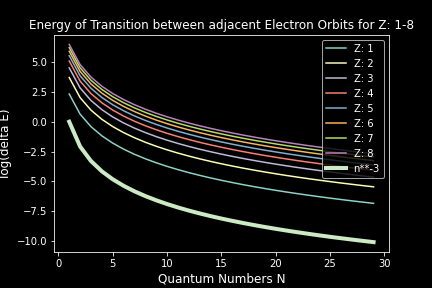 Energy of Transition between adjacent Electron Orbits for Z: 1-8
log(delta E)
5.0
2.5
0.0
−2.5
−5.0
−7.5
−10.0
Z: 1
Z: 2
Z: 3
Z: 4
Z: 5
Z: 6
Z: 7
Z: 8
n**-3
0 5 10 15 20 25 30
Quantum Numbers N